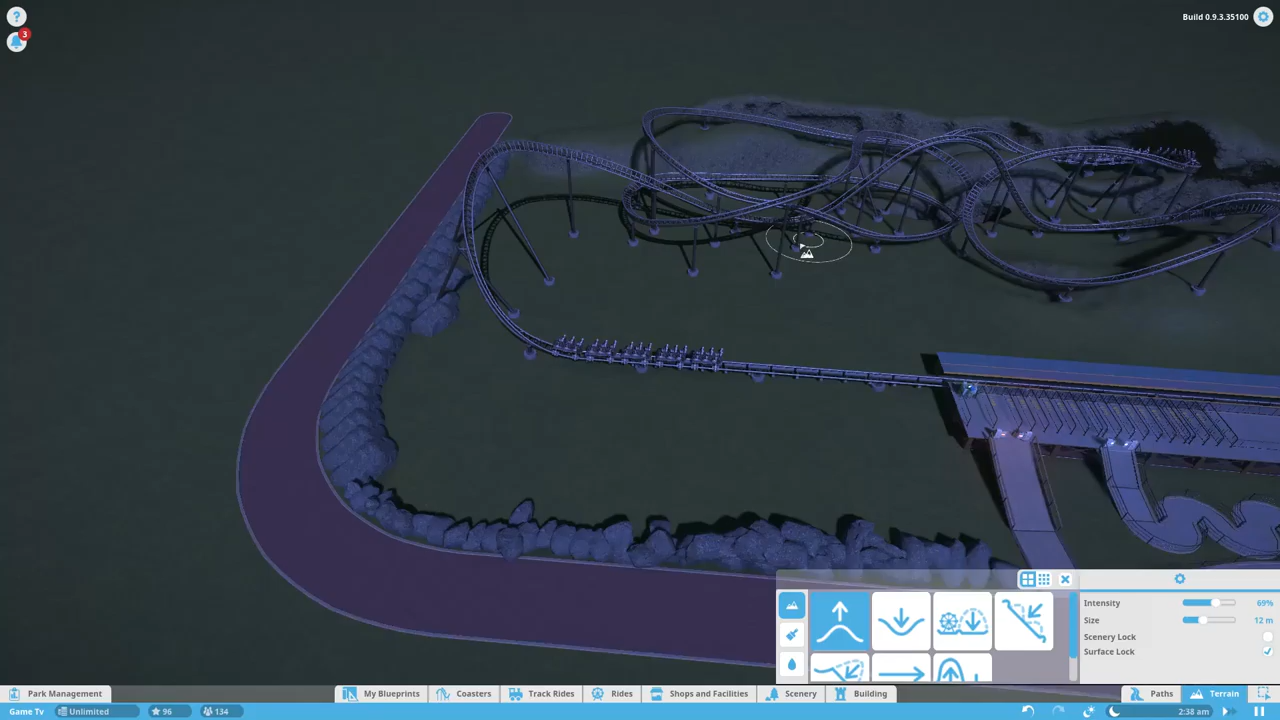 ?
Build 0.9.3.35100
3
Intensity 69%
Size 12 m
Scenery Lock
Surface Lock
Park Management My Blueprints Coasters Track Rides Rides Shops and Facilities Scenery Building Paths Terrain
Game Tv Unlimited 96 134 2:38 am